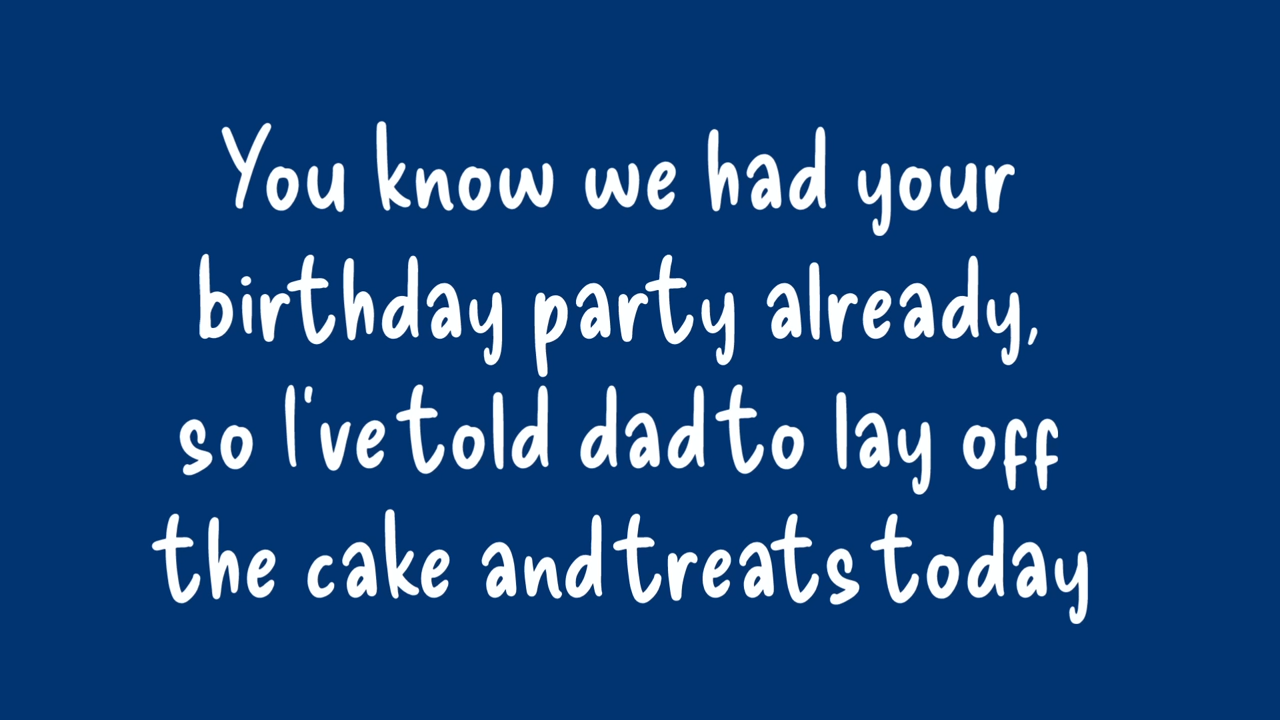 You know we had your
birthday party already,
so I've told dad to lay off
the cake and treats today